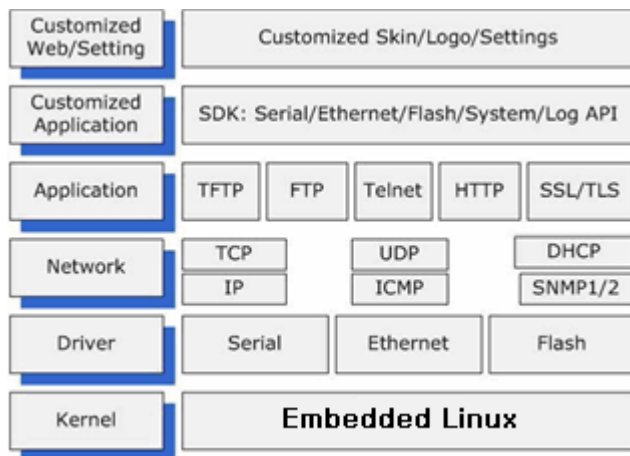 Customized
Web/Setting
Customized Skin/Logo/Settings
Customized
Application
SDK: Serial/Ethernet/Flash/System/Log API
Application
TFTP
FTP
Telnet
HTTP
SSL/TLS
Network
TCP
UDP
DHCP
IP
ICMP
SNMP1/2
Driver
Serial
Ethernet
Flash
Kernel
Embedded Linux